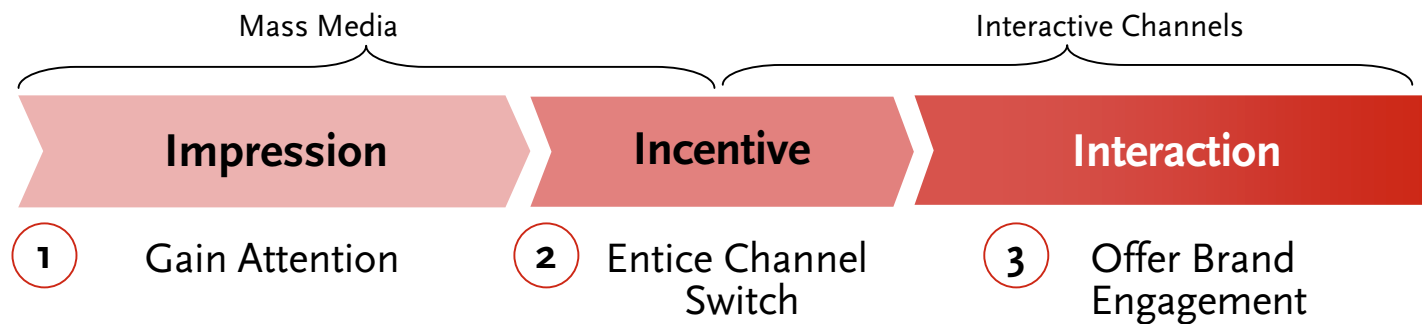 Mass Media
Interactive Channels
Impression
Incentive
Interaction
1
Gain Attention
2
Entice Channel
Switch
3
Offer Brand
Engagement